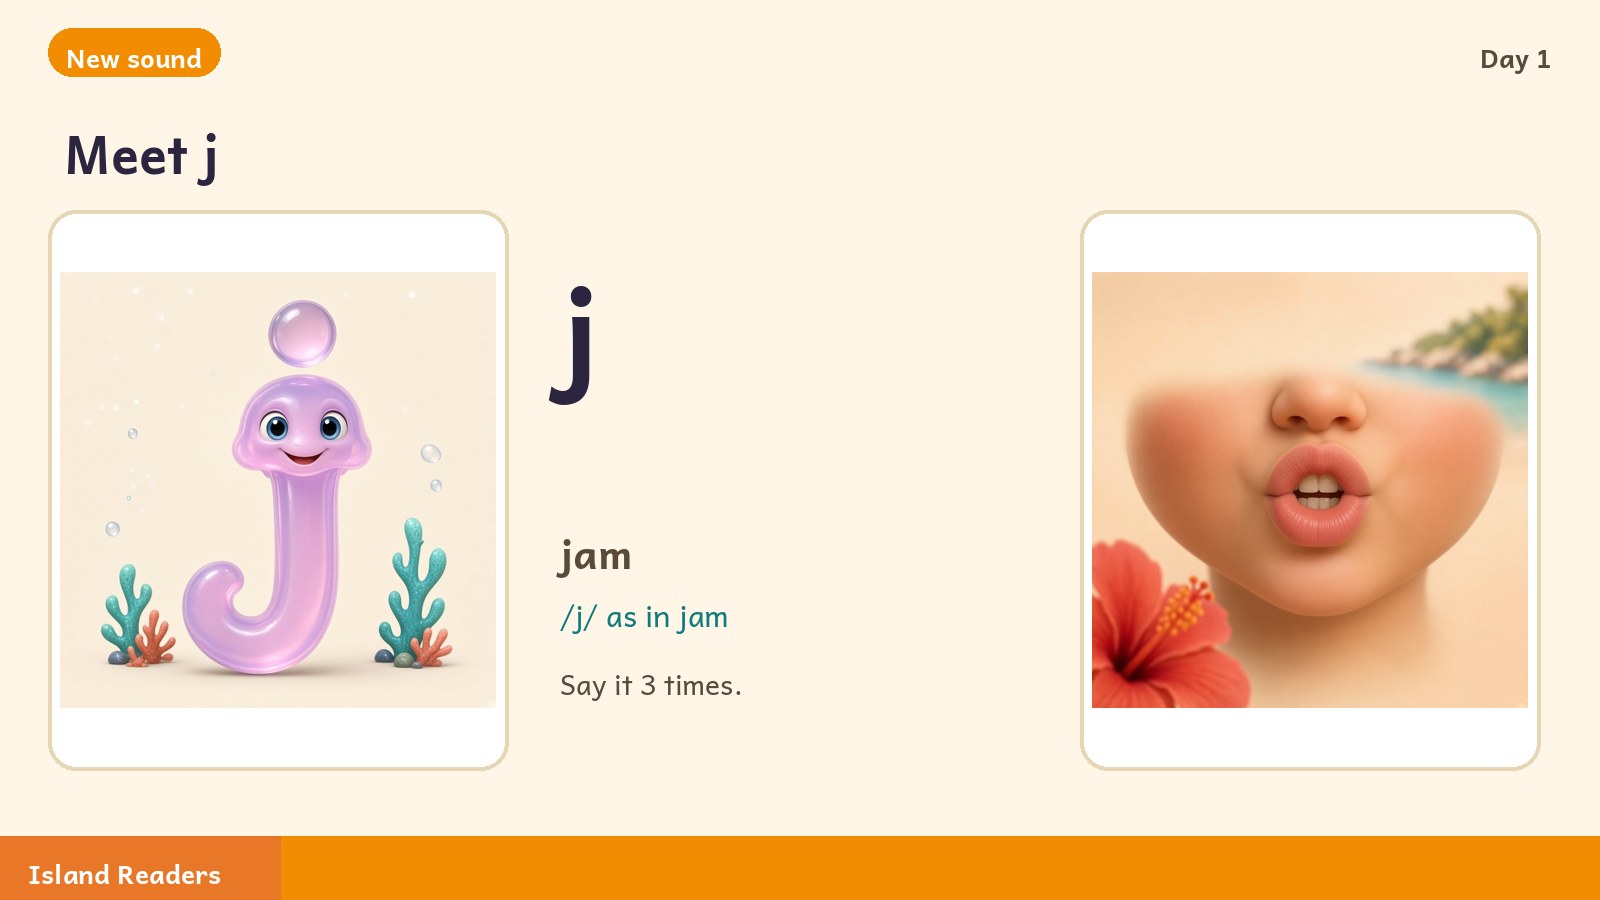 New sound
Day 1
Meet j
j
jam
/j/ as in jam
Say it 3 times.
Island Readers